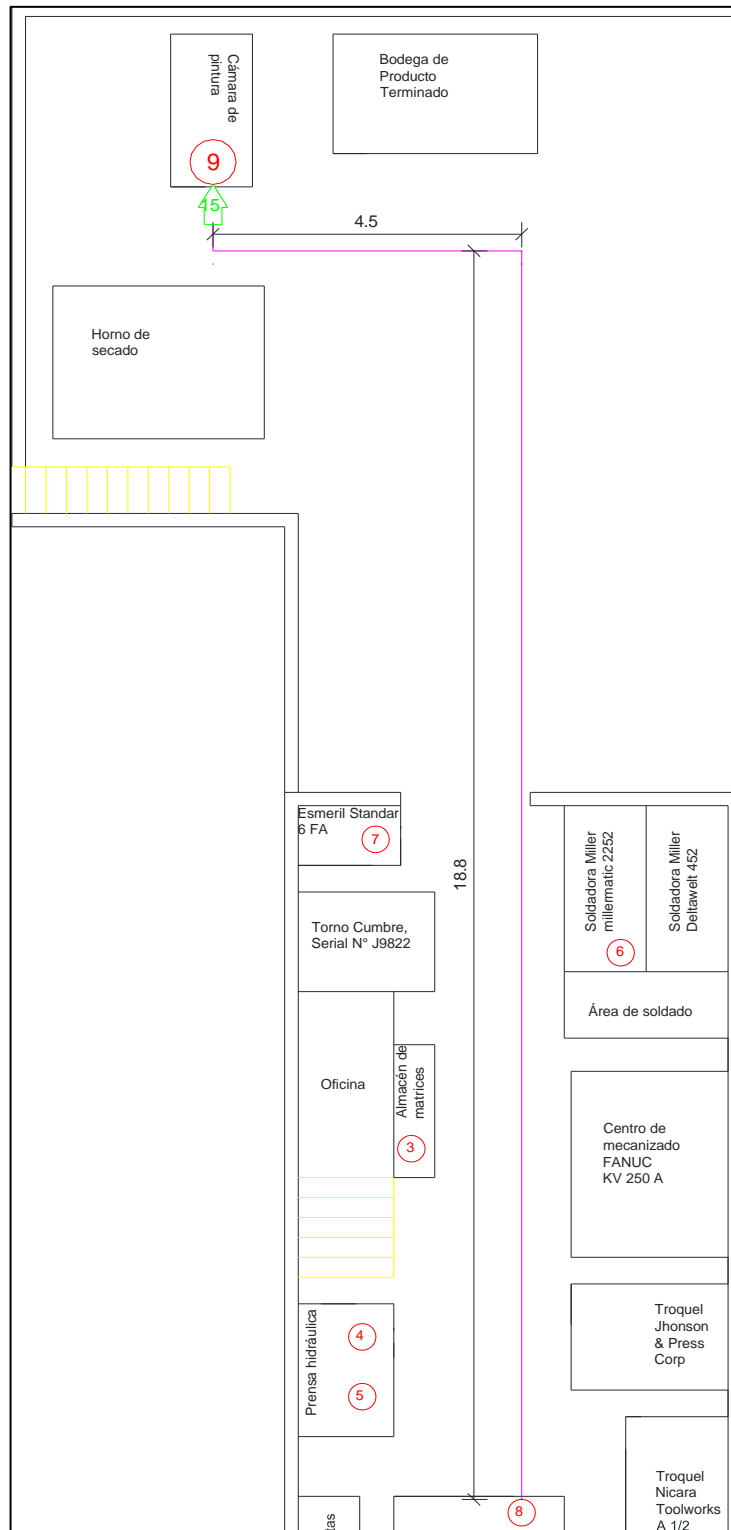 Cámara de
pintura
Bodega de
Producto
Terminado
9
15
4.5
Horno de
secado
Esmeril Standar
6 FA
7
18.8
Soldadora Miller
millermatic 2252
Soldadora Miller
Deltawelt 452
6
Torno Cumbre,
Serial N° J9822
Área de soldado
Oficina
Almacén de
matrices
3
Centro de
mecanizado
FANUC
KV 250 A
Prensa hidráulica
4
5
Troquel
Jhonson
& Press
Corp
Troquel
Nicara
Toolworks
A 1/2
tas
8